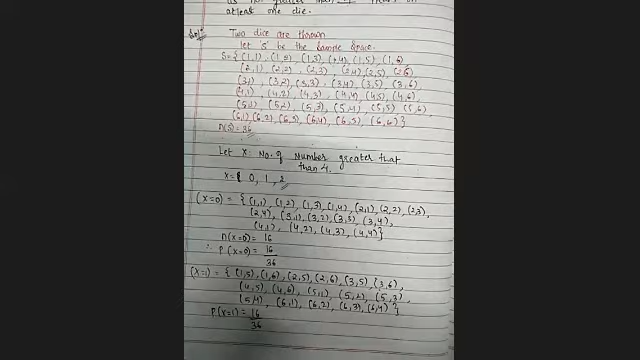 is not greater than 4 on
atleast one die.
Sol:- Two dice are thrown
let S be the Sample Space.
S = { (1,1) , (1,2) , (1,3) , (1,4) , (1,5) , (1,6)
(2,1) , (2,2) , (2,3) , (2,4) , (2,5) , (2,6)
(3,1) , (3,2) , (3,3) , (3,4) , (3,5) , (3,6)
(4,1) , (4,2) , (4,3) , (4,4) , (4,5) , (4,6)
(5,1) , (5,2) , (5,3) , (5,4) , (5,5) , (5,6)
(6,1) , (6,2) , (6,3) , (6,4) , (6,5) , (6,6) }
n(S) = 36
Let X: No. of Number greater that
than 4.
X = { 0, 1, 2
(X=0) = { (1,1) , (1,2) , (1,3) , (1,4) , (2,1) , (2,2) , (2,3) ,
(2,4) , (3,1) , (3,2) , (3,3) , (3,4) ,
(4,1) , (4,2) , (4,3) , (4,4) }
n(X=0) = 16
∴ P(X=0) = 16/36
(X=1) = { (1,5) , (1,6) , (2,5) , (2,6) , (3,5) , (3,6) ,
(4,5) , (4,6) , (5,1) , (5,2) , (5,3) ,
(5,4) , (6,1) , (6,2) , (6,3) , (6,4) }
P(X=1) = 16/36